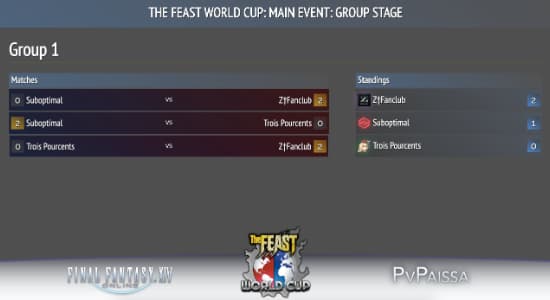 THE FEAST WORLD CUP: MAIN EVENT: GROUP STAGE
Group 1
Matches
0 Suboptimal vs Z†Fanclub 2
2 Suboptimal vs Trois Pourcents 0
0 Trois Pourcents vs Z†Fanclub 2
Standings
Z†Fanclub 2
Suboptimal 1
Trois Pourcents 0
FINAL FANTASY XIV
ONLINE
The FEAST
WORLD CUP
PvPaissa